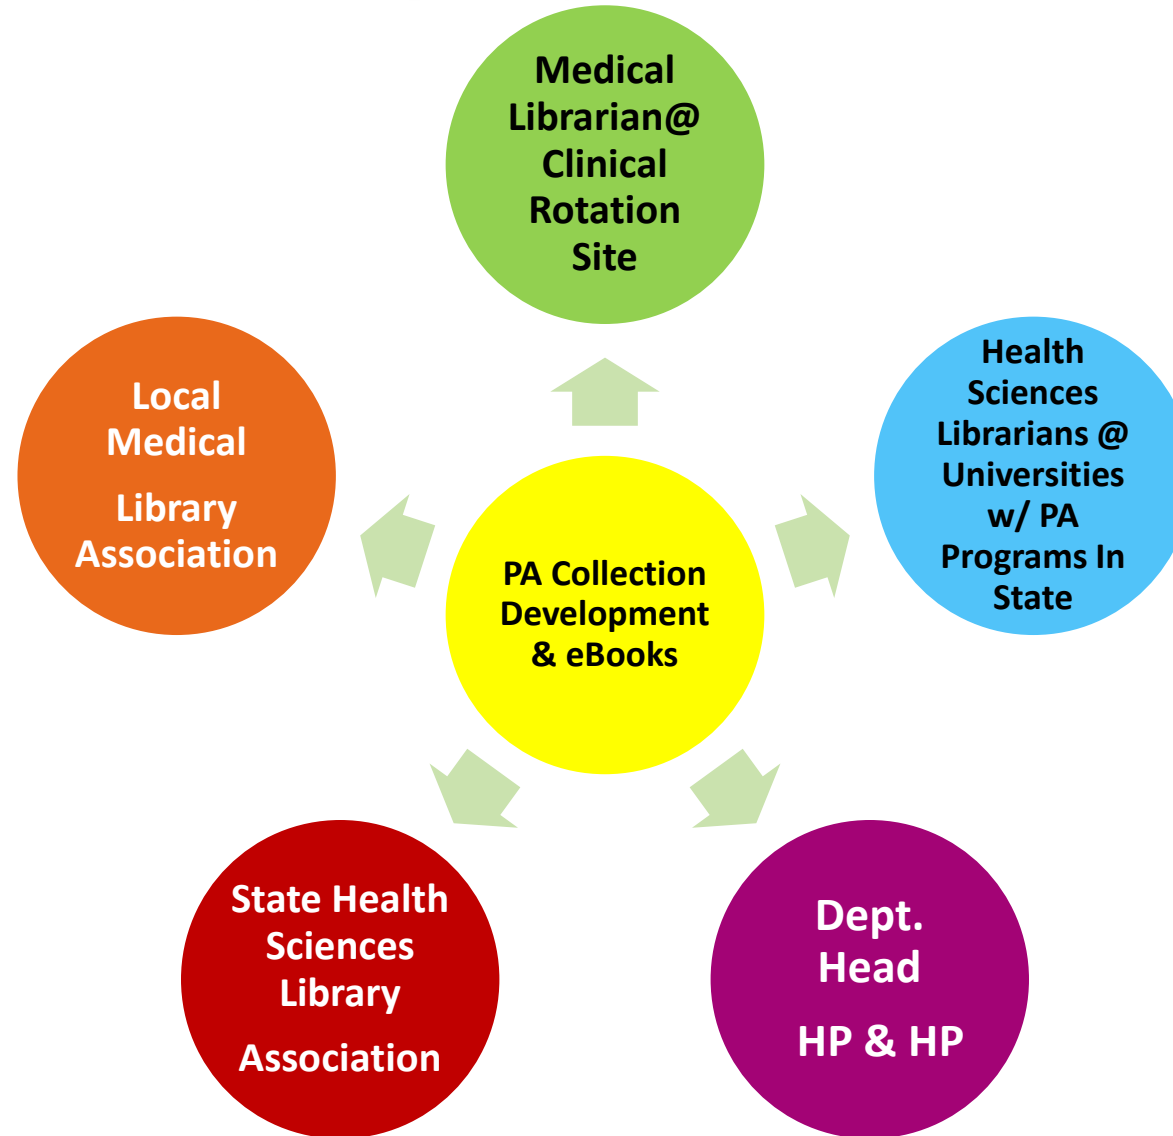 Medical
Librarian@
Clinical
Rotation
Site
Health
Sciences
Librarians @
Universities
w/ PA
Programs In
State
Local
Medical
Library
Association
PA Collection
Development
& eBooks
State Health
Sciences
Library
Association
Dept.
Head
HP & HP